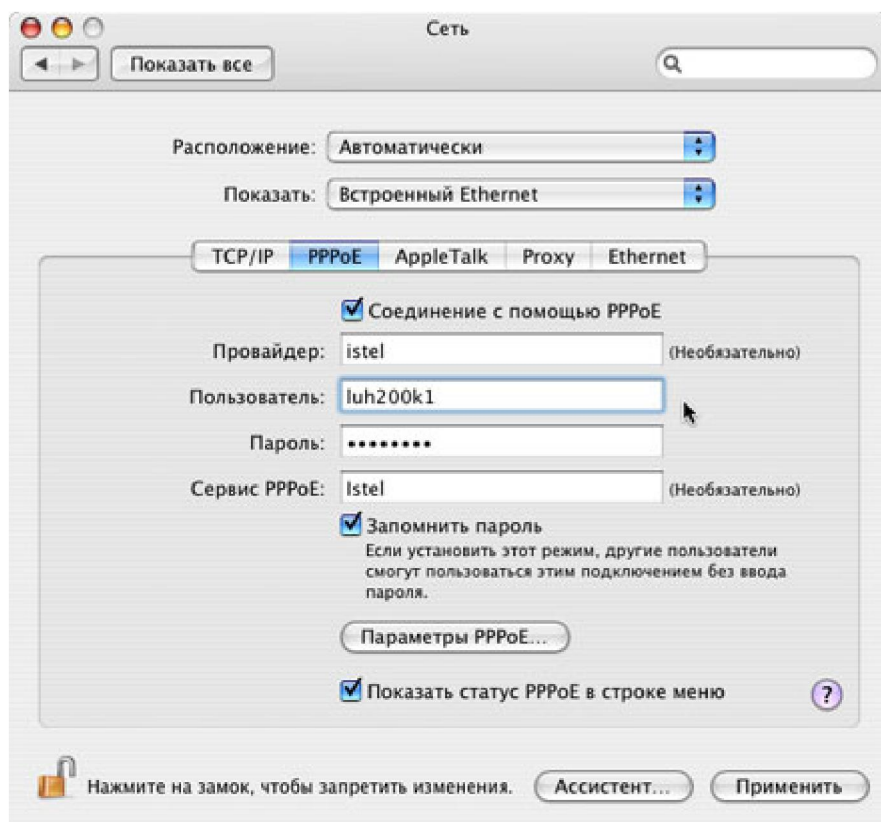 Сеть
Показать все
Расположение: Автоматически
Показать: Встроенный Ethernet
TCP/IP PPPoE AppleTalk Proxy Ethernet
Соединение с помощью PPPoE
Провайдер: istel (Необязательно)
Пользователь: luh200k1
Пароль: ••••••••
Сервис PPPoE: Istel (Необязательно)
Запомнить пароль
Если установить этот режим, другие пользователи
смогут пользоваться этим подключением без ввода
пароля.
Параметры PPPoE...
Показать статус PPPoE в строке меню ?
Нажмите на замок, чтобы запретить изменения. Ассистент... Применить